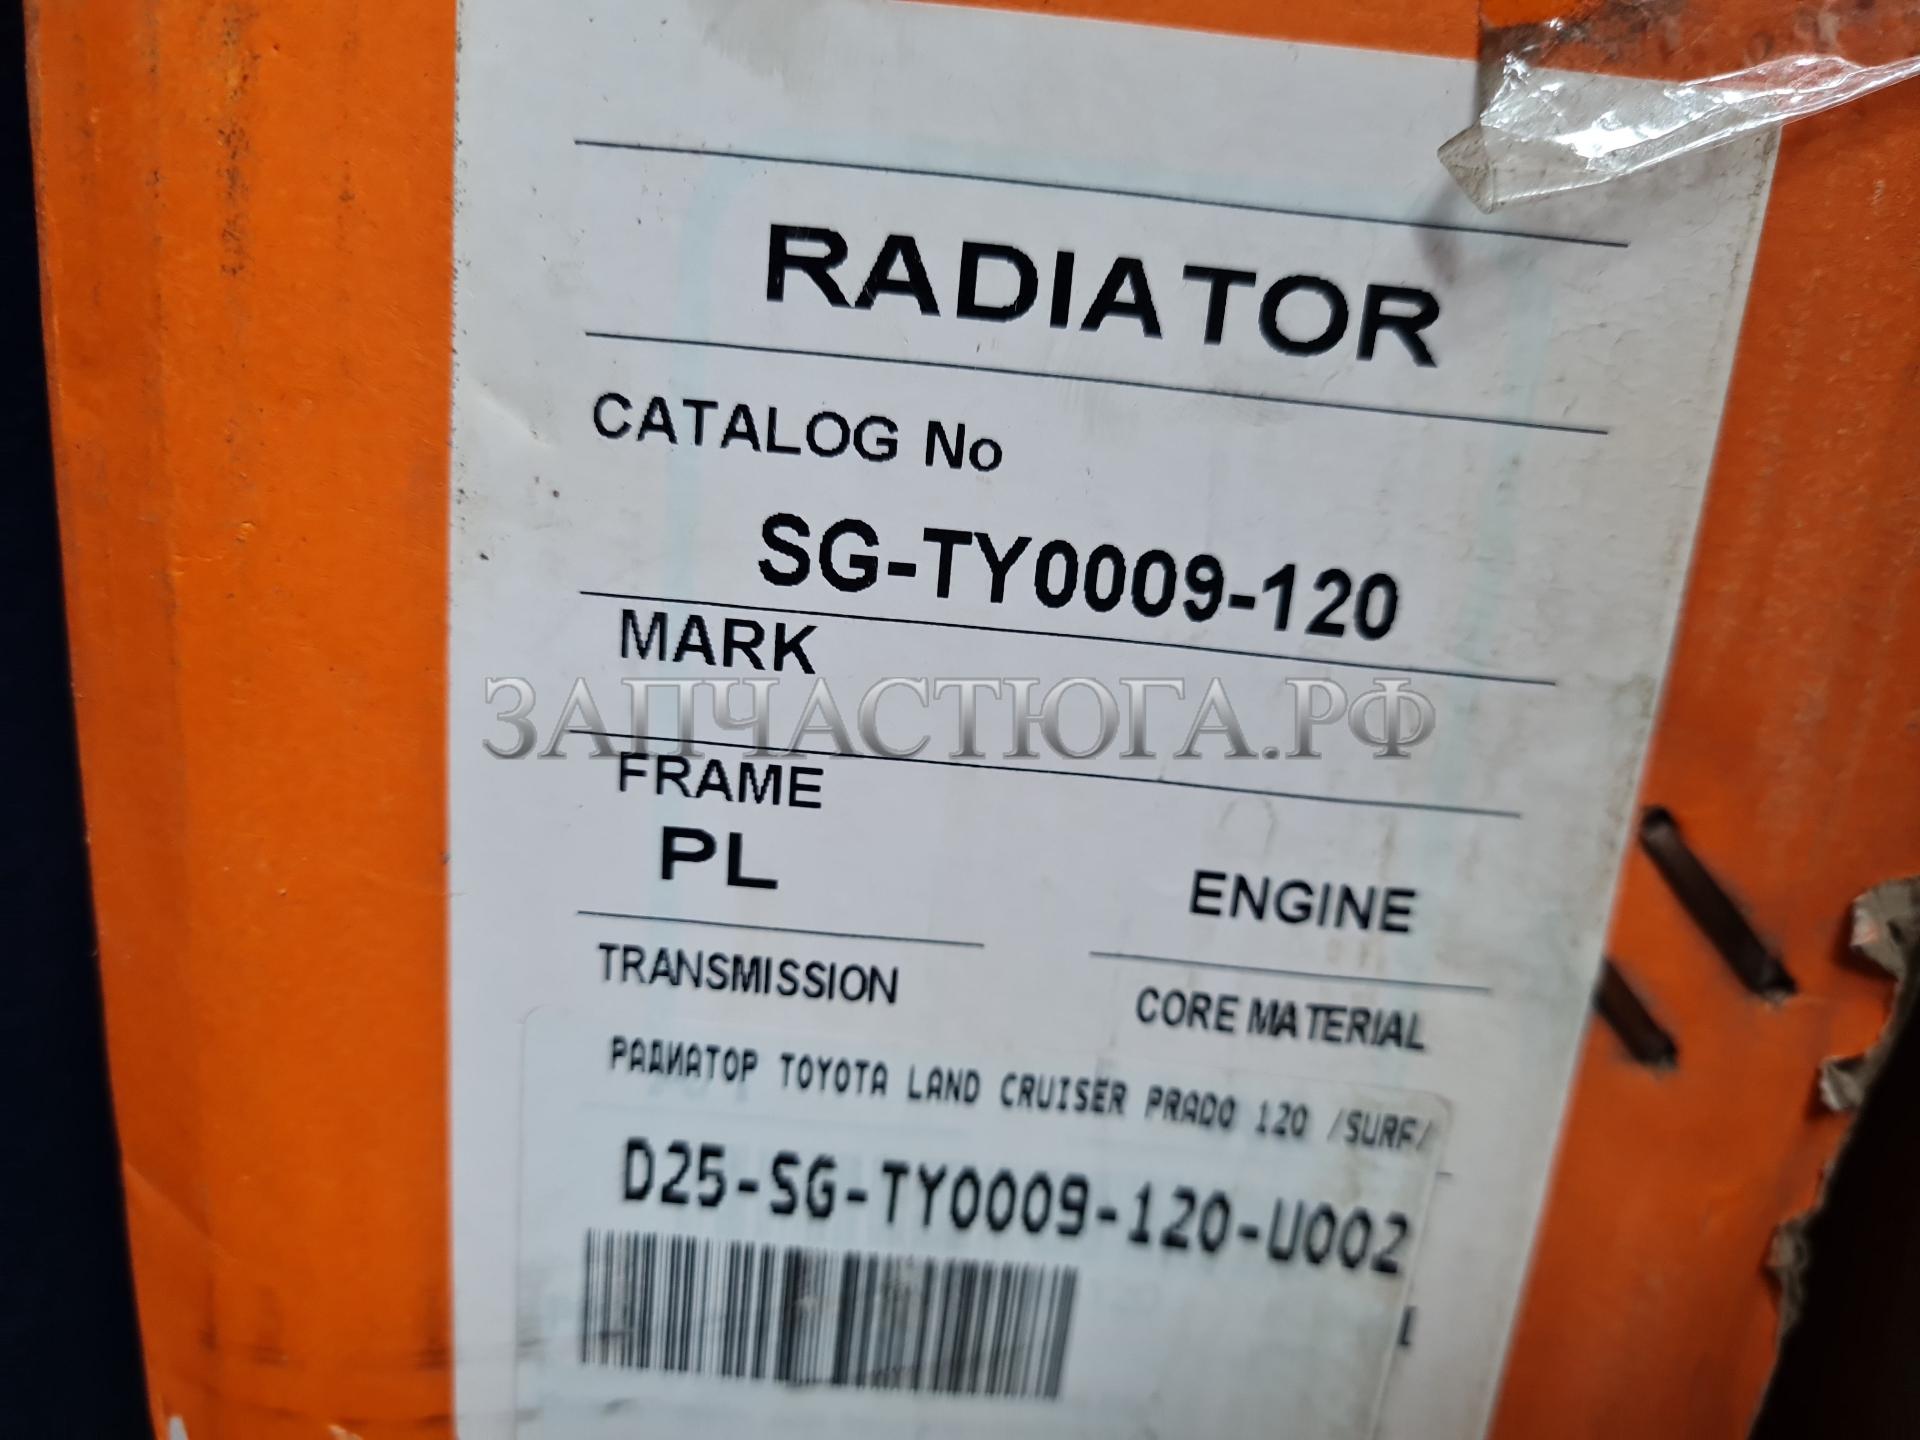 RADIATOR
CATALOG No
SG-TY0009-120
MARK
ЗАПЧАСТЮГА.РФ
FRAME
PL
ENGINE
TRANSMISSION
CORE MATERIAL
РАДИАТОР TOYOTA LAND CRUISER PRADO 120 /SURF/
D25-SG-TY0009-120-U002